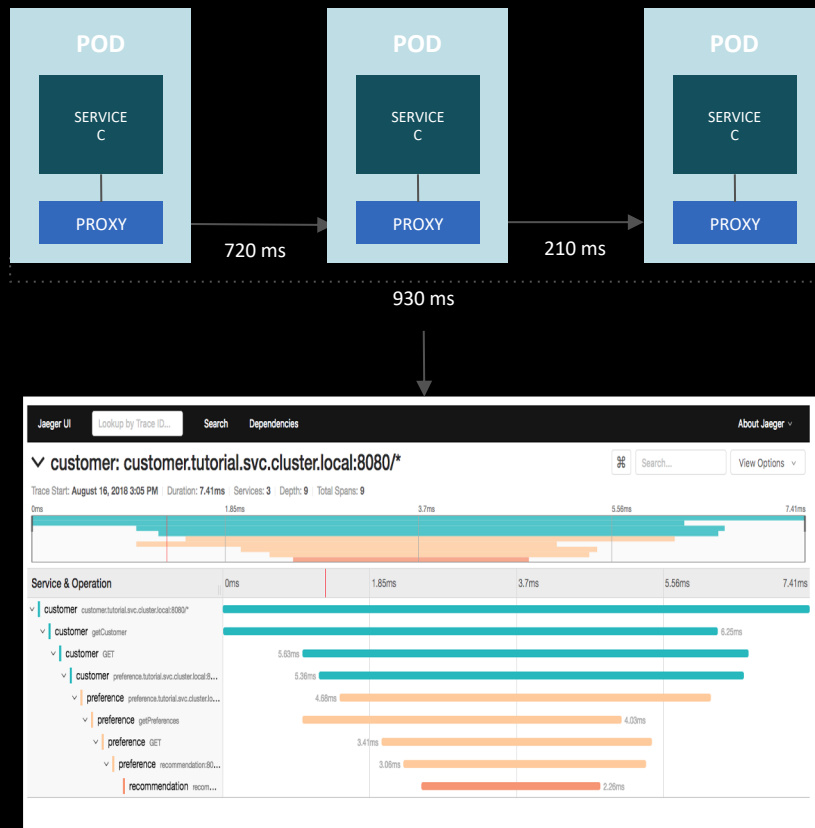 POD POD POD
SERVICE C SERVICE C SERVICE C
PROXY PROXY PROXY
720 ms 210 ms
930 ms
Jaeger UI Lookup by Trace ID... Search Dependencies About Jaeger
customer: customer.tutorial.svc.cluster.local:8080/* ⌘ Search... View Options
Trace Start: August 16, 2018 3:05 PM Duration: 7.41ms Services: 3 Depth: 9 Total Spans: 9
0ms 1.85ms 3.7ms 5.56ms 7.41ms
Service & Operation 0ms 1.85ms 3.7ms 5.56ms 7.41ms
customer customer.tutorial.svc.cluster.local:8080/*
customer getCustomer 6.25ms
customer GET 5.63ms
customer preference.tutorial.svc.cluster.local:8... 5.36ms
preference preference.tutorial.svc.cluster.lo... 4.68ms
preference getPreferences 4.03ms
preference GET 3.41ms
preference recommendation:80... 3.06ms
recommendation recom... 2.26ms